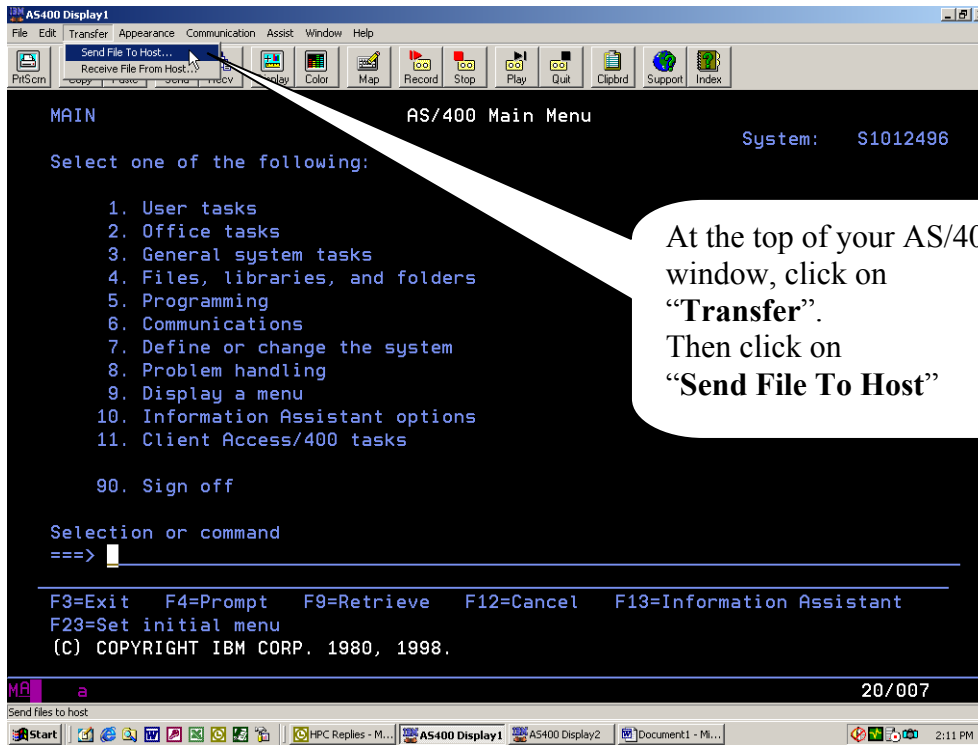 AS400 Display1
File Edit Transfer Appearance Communication Assist Window Help
Send File To Host...
Receive File From Host...
PrtScrn Copy Paste Send Recv Display Color Map Record Stop Play Quit Clipbrd Support Index
MAIN AS/400 Main Menu
System: S1012496
Select one of the following:
1. User tasks
2. Office tasks
3. General system tasks
4. Files, libraries, and folders
5. Programming
6. Communications
7. Define or change the system
8. Problem handling
9. Display a menu
10. Information Assistant options
11. Client Access/400 tasks
90. Sign off
Selection or command
===>
F3=Exit F4=Prompt F9=Retrieve F12=Cancel F13=Information Assistant
F23=Set initial menu
(C) COPYRIGHT IBM CORP. 1980, 1998.
At the top of your AS/40
window, click on
“Transfer”.
Then click on
“Send File To Host”
MA a 20/007
Send files to host
Start HPC Replies - M... AS400 Display1 AS400 Display2 Document1 - Mi... 2:11 PM